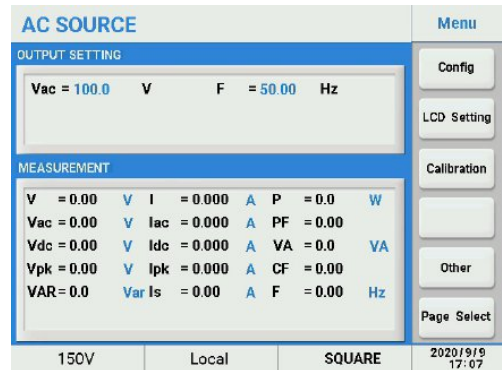 AC SOURCE
Menu
OUTPUT SETTING
Vac = 100.0 V F = 50.00 Hz
MEASUREMENT
V = 0.00 V I = 0.000 A P = 0.0 W
Vac = 0.00 V Iac = 0.000 A PF = 0.00
Vdc = 0.00 V Idc = 0.000 A VA = 0.0 VA
Vpk = 0.00 V Ipk = 0.000 A CF = 0.00
VAR= 0.0 Var Is = 0.00 A F = 0.00 Hz
Config
LCD Setting
Calibration
Other
Page Select
150V Local SQUARE
2020/9/9
17:07